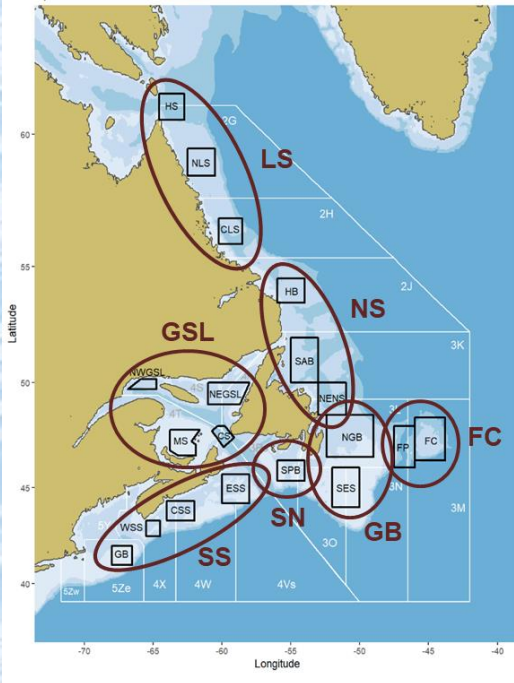 60
55
50
45
40
Latitude
-70
-65
-60
-55
-50
-45
-40
Longitude
HS
2G
LS
NLS
2H
CLS
HB
2J
NS
GSL
3K
SAB
NWGSL
4S
NEGSL
NENS
3L
4T
MS
CS
NGB
FP
FC
FC
SPB
ESS
SES
3N
SN
GB
CSS
WSS
3M
SS
3O
GB
5Zw
5Ze
4X
4W
4Vs